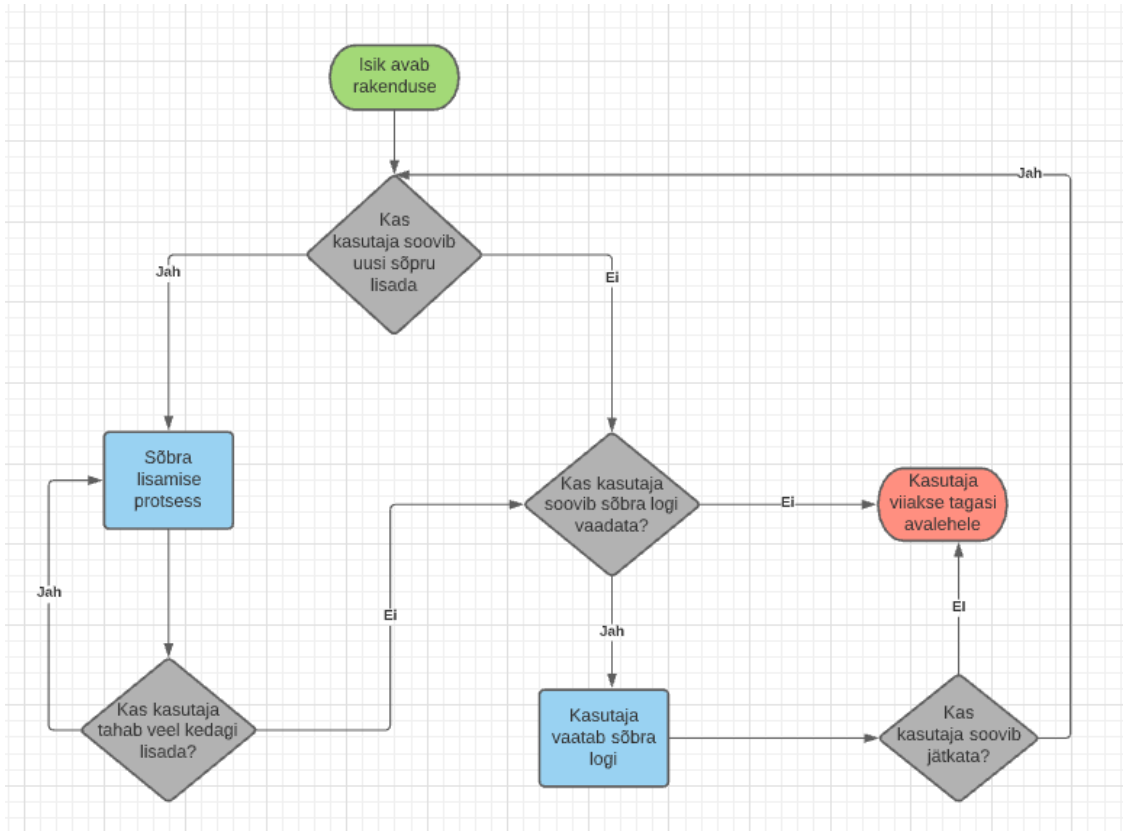 Isik avab
rakenduse
Jah
Kas
kasutaja soovib
uusi sõpru
lisada
Jah
Ei
Sõbra
lisamise
protsess
Kas kasutaja
soovib sõbra logi
vaadata?
Ei
Kasutaja
viiakse tagasi
avalehele
Jah
Ei
Jah
EI
Kas kasutaja
tahab veel kedagi
lisada?
Kasutaja
vaatab sõbra
logi
Kas
kasutaja soovib
jätkata?